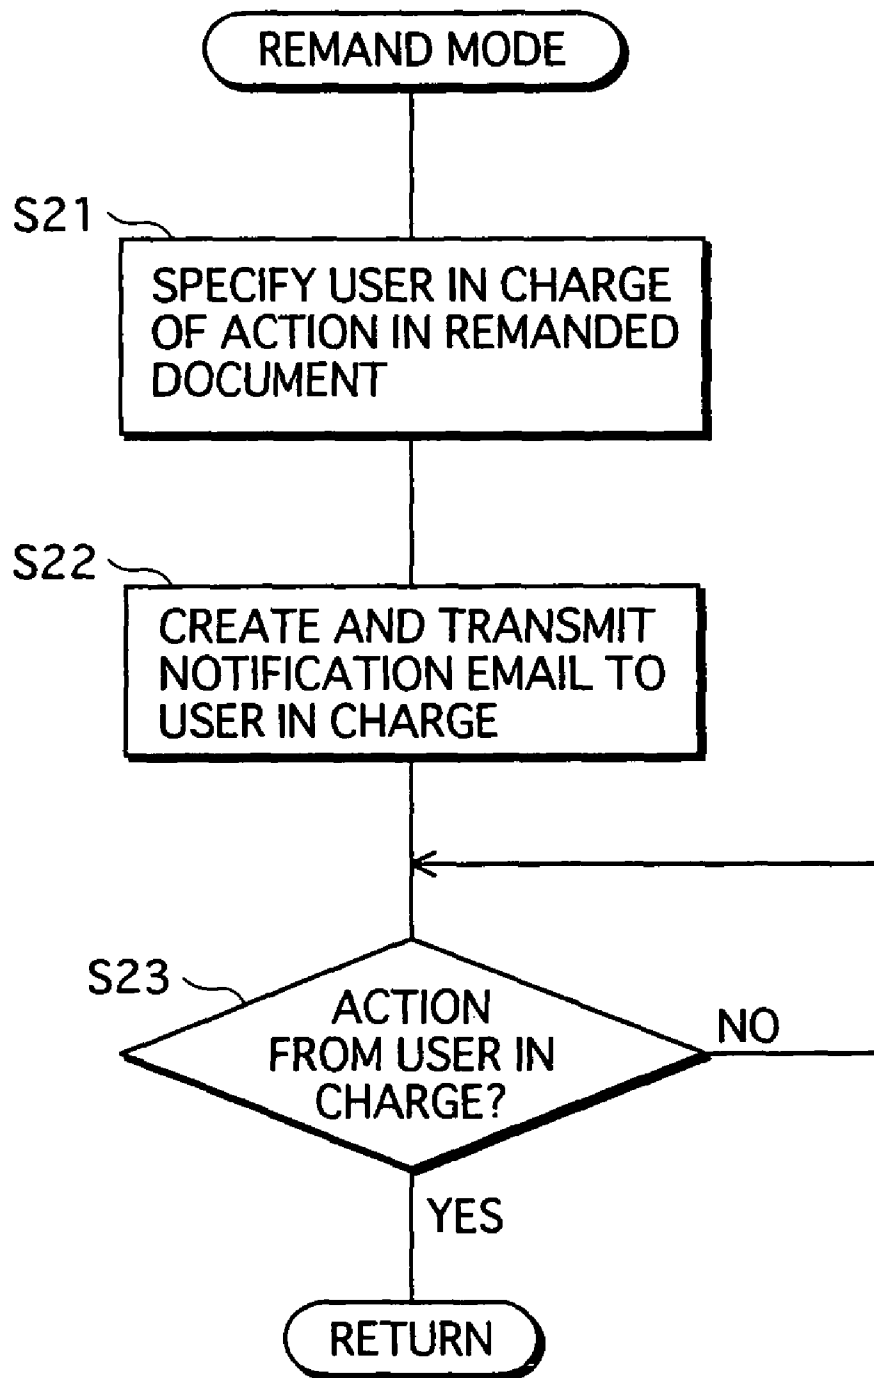 REMAND MODE
S21
SPECIFY USER IN CHARGE
OF ACTION IN REMANDED
DOCUMENT
S22
CREATE AND TRANSMIT
NOTIFICATION EMAIL TO
USER IN CHARGE
S23
ACTION
FROM USER IN
CHARGE?
NO
YES
RETURN